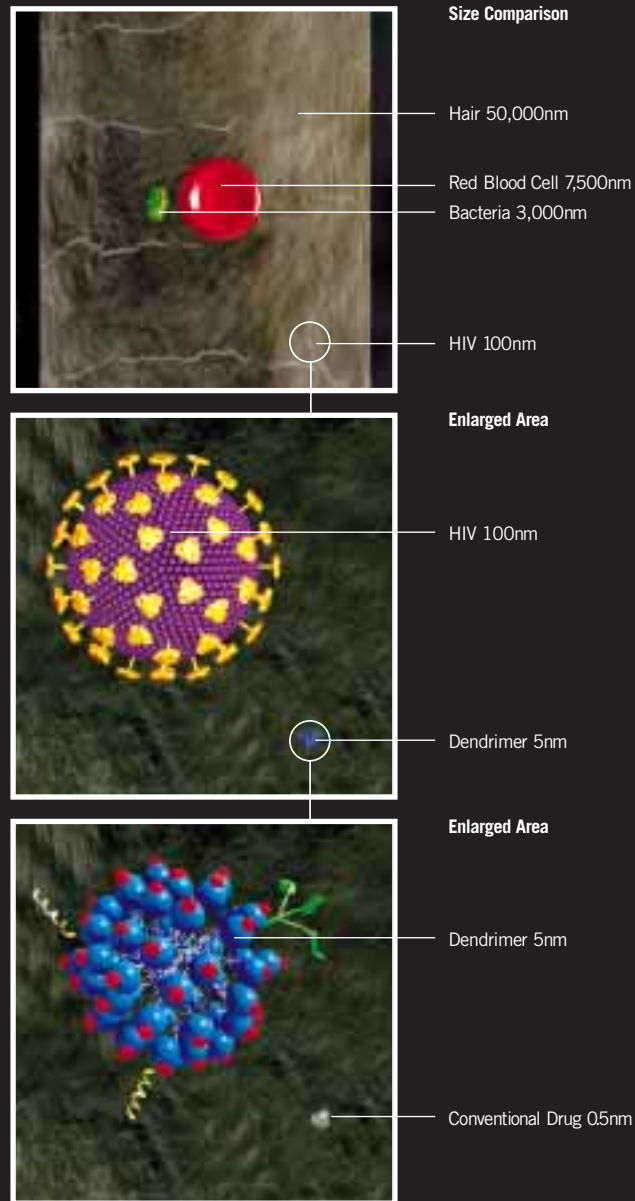 Size Comparison
Hair 50,000nm
Red Blood Cell 7,500nm
Bacteria 3,000nm
HIV 100nm
Enlarged Area
HIV 100nm
Dendrimer 5nm
Enlarged Area
Dendrimer 5nm
Conventional Drug 0.5nm